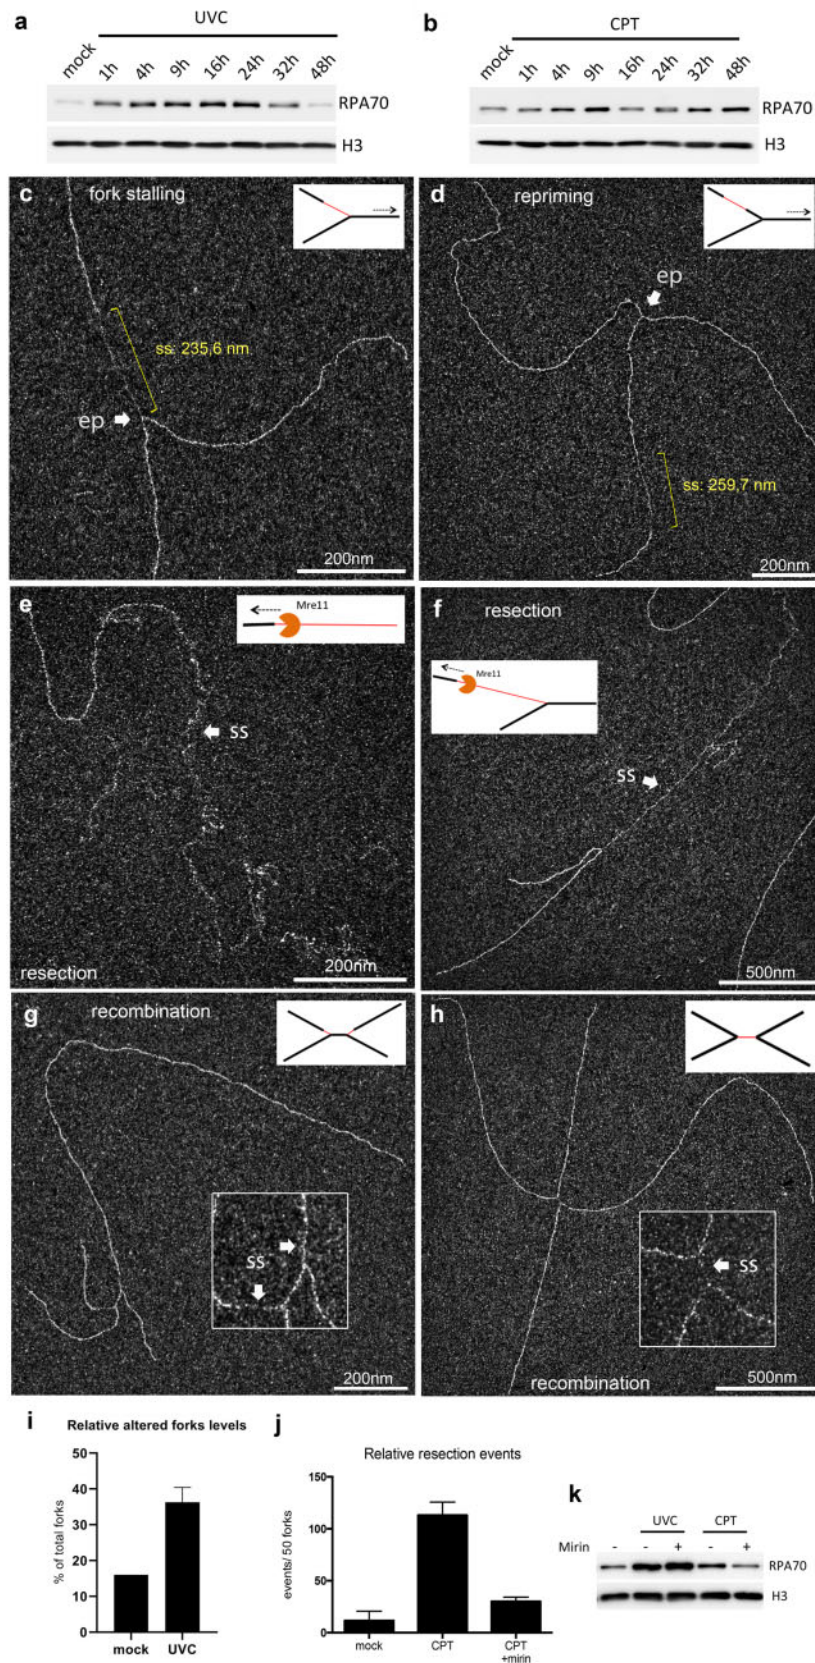 a
UVC
mock 1h 4h 9h 16h 24h 32h 48h
RPA70
H3
b
CPT
mock 1h 4h 9h 16h 24h 32h 48h
RPA70
H3
c
fork stalling
ss: 235,6 nm
ep
200nm
d
repriming
ep
ss: 259,7 nm
200nm
e
Mre11
ss
resection
200nm
f
resection
Mre11
ss
500nm
g
recombination
ss
200nm
h
ss
recombination
500nm
i
Relative altered forks levels
% of total forks
50
40
30
20
10
0
mock UVC
j
Relative resection events
events/ 50 forks
150
100
50
0
mock CPT CPT
+mirin
k
UVC CPT
Mirin - - + - +
RPA70
H3